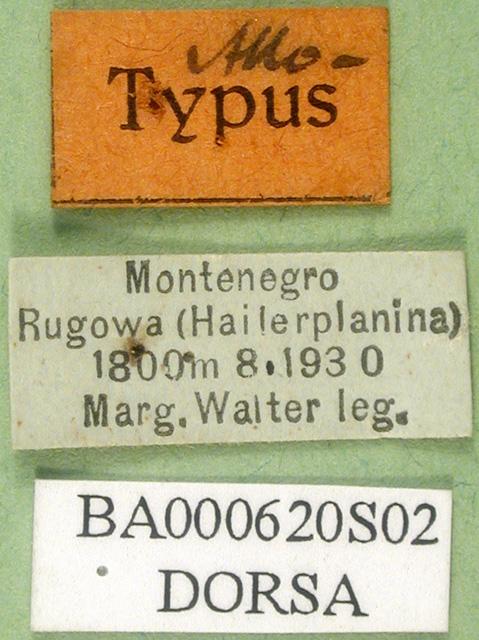 Allo-
Typus
Montenegro
Rugowa (Hailerplanina)
1800m 8.1930
Marg. Walter leg.
BA000620S02
DORSA